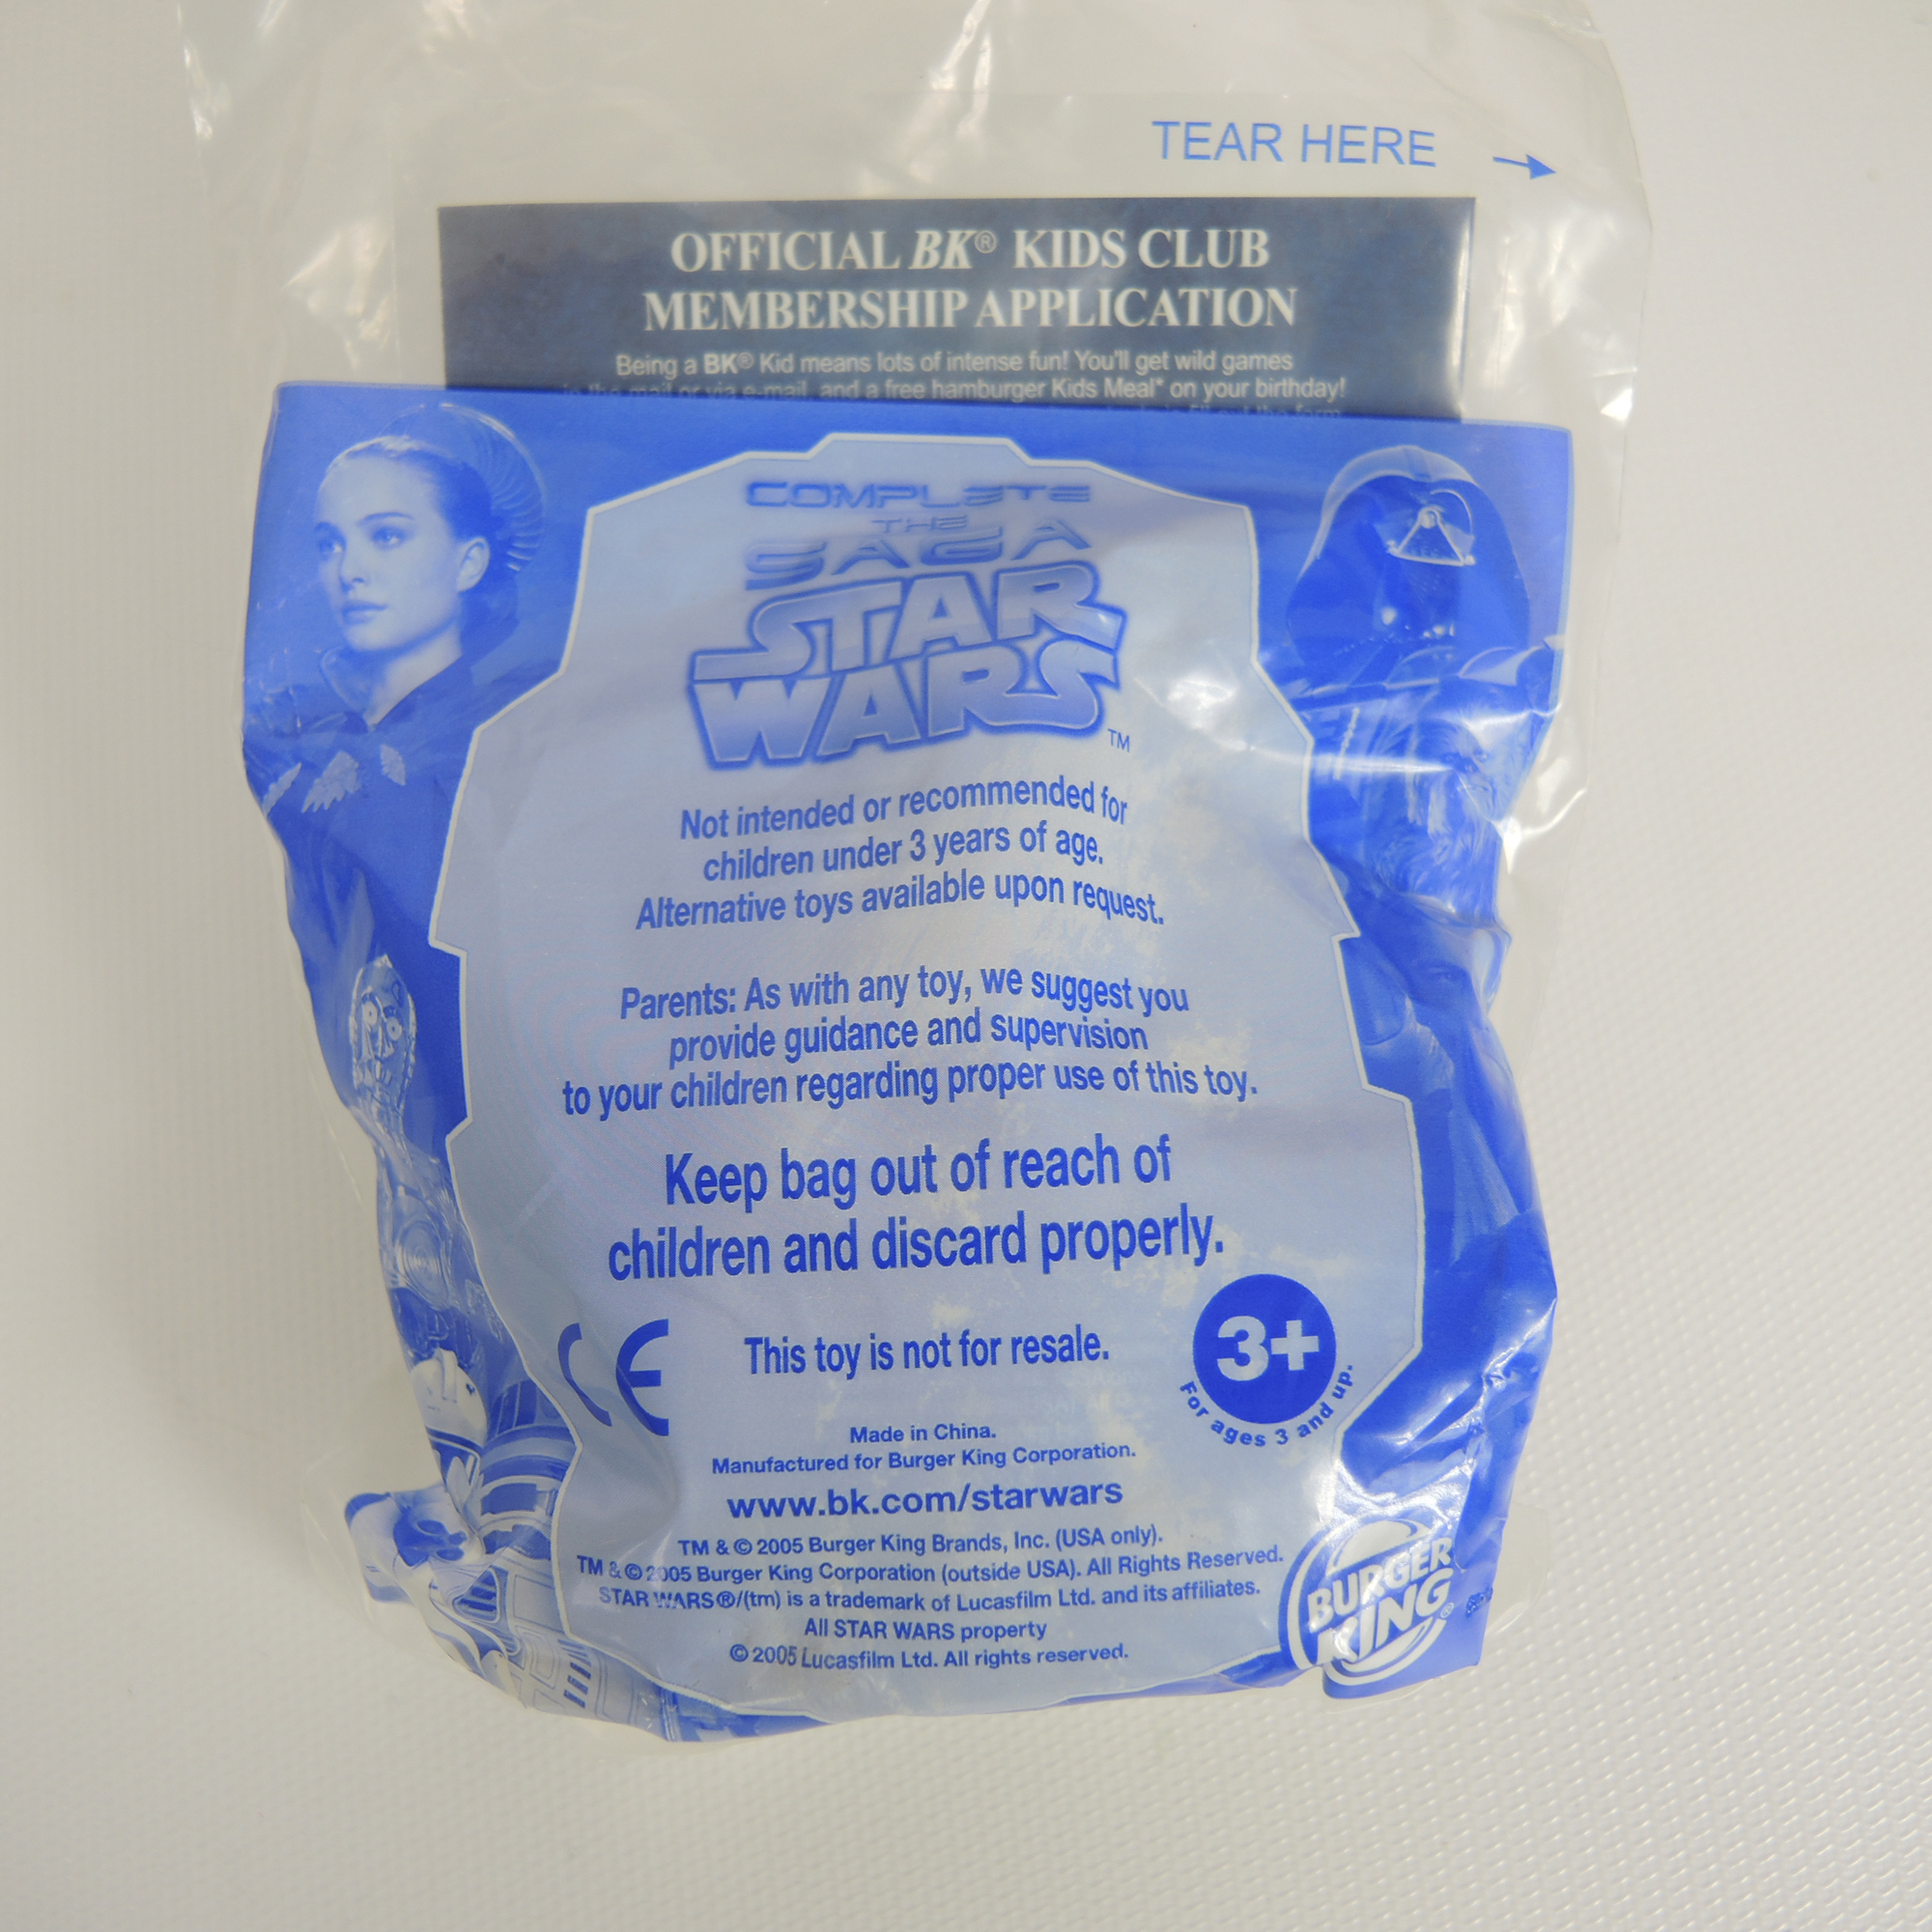 TEAR HERE
OFFICIAL BK® KIDS CLUB
MEMBERSHIP APPLICATION
Being a BK® Kid means lots of intense fun! You'll get wild games
in the mail or via e-mail, and a free hamburger Kids Meal* on your birthday!
COMPLETE
THE
SAGA
STAR
WARS™
Not intended or recommended for
children under 3 years of age.
Alternative toys available upon request.
Parents: As with any toy, we suggest you
provide guidance and supervision
to your children regarding proper use of this toy.
Keep bag out of reach of
children and discard properly.
CE
This toy is not for resale.
3+
For ages 3 and up.
Made in China.
Manufactured for Burger King Corporation.
www.bk.com/starwars
TM & © 2005 Burger King Brands, Inc. (USA only).
TM & © 2005 Burger King Corporation (outside USA). All Rights Reserved.
STAR WARS®/(tm) is a trademark of Lucasfilm Ltd. and its affiliates.
All STAR WARS property
© 2005 Lucasfilm Ltd. All rights reserved.
BURGER
KING®